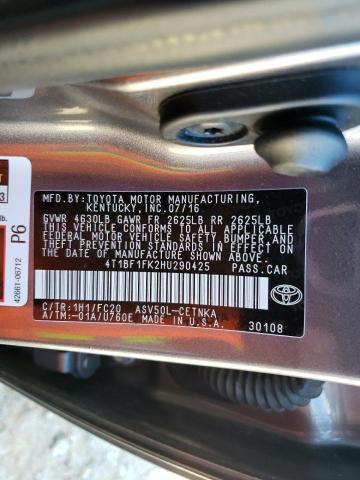 MFD.BY:TOYOTA MOTOR MANUFACTURING,
KENTUCKY,INC.07/16
GVWR 4630LB GAWR FR 2625LB RR 2625LB
THIS VEHICLE CONFORMS TO ALL APPLICABLE
FEDERAL MOTOR VEHICLE SAFETY, BUMPER,
AND THEFT PREVENTION STANDARDS IN EFFECT
ON THE DATE OF MANUFACTURE SHOWN ABOVE.
4T1BF1FK2HU290425 PASS.CAR
C/TR:1H1/FC20 ASV50L-CETNKA
A/TM:-01A/U760E MADE IN U.S.A.
30108
TOYOTA
3
lb.
P6
42661-06712